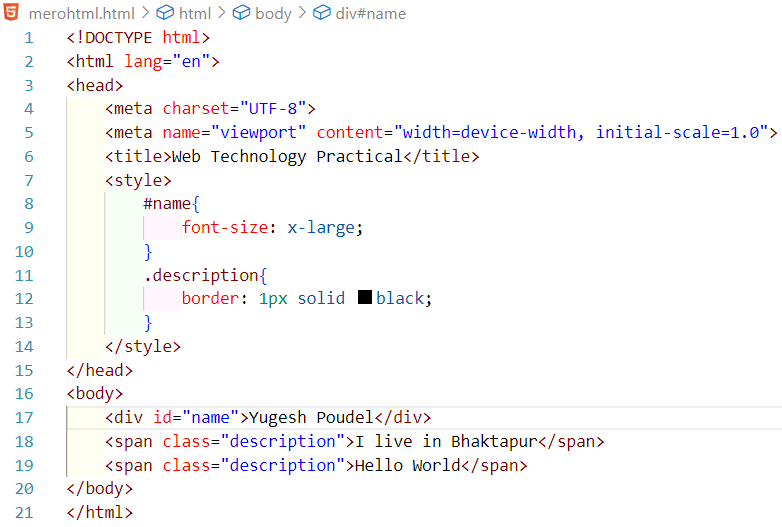 merohtml.html > html > body > div#name
1 <!DOCTYPE html>
2 <html lang="en">
3 <head>
4     <meta charset="UTF-8">
5     <meta name="viewport" content="width=device-width, initial-scale=1.0">
6     <title>Web Technology Practical</title>
7     <style>
8         #name{
9             font-size: x-large;
10         }
11         .description{
12             border: 1px solid black;
13         }
14     </style>
15 </head>
16 <body>
17     <div id="name">Yugesh Poudel</div>
18     <span class="description">I live in Bhaktapur</span>
19     <span class="description">Hello World</span>
20 </body>
21 </html>